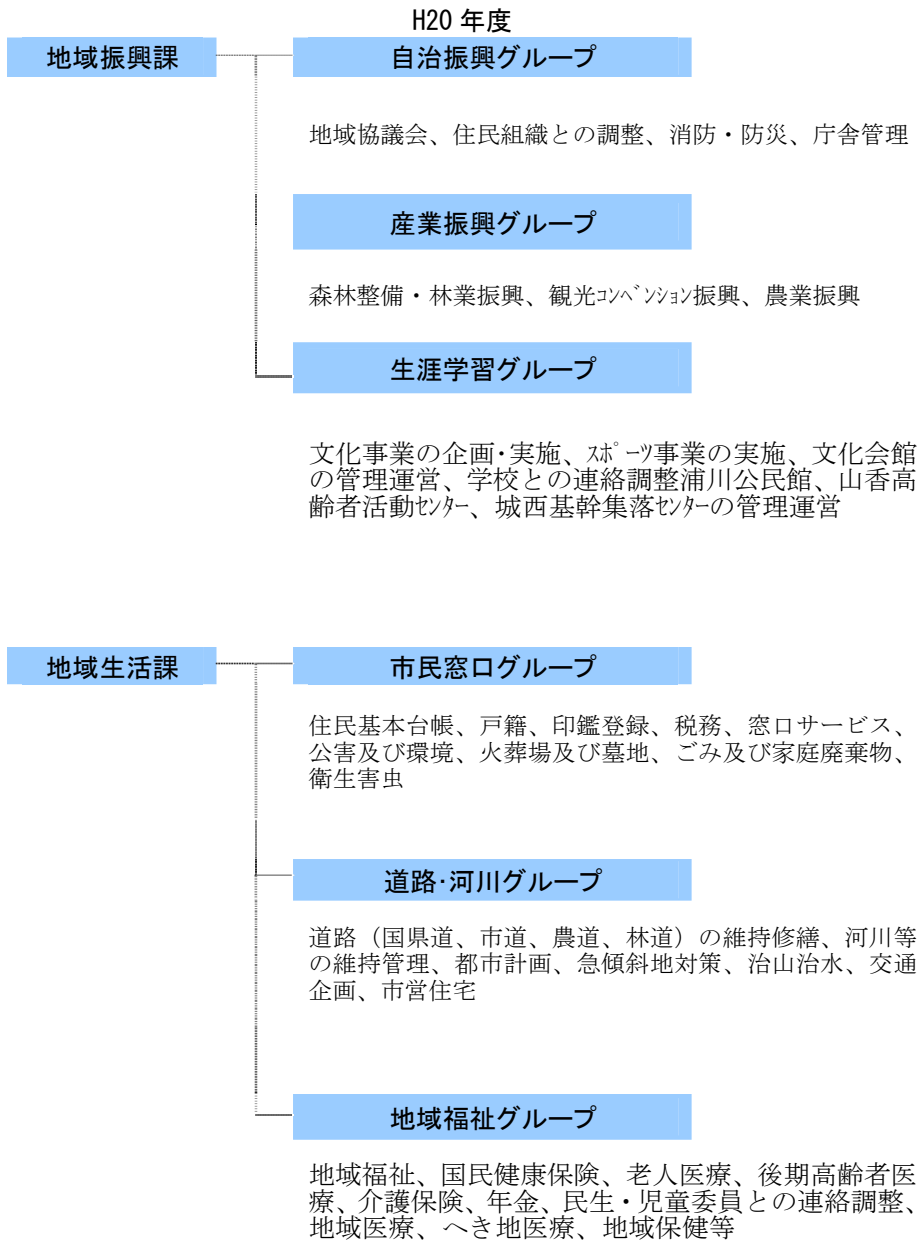 H20 年度
地域振興課
自治振興グループ
地域協議会、住民組織との調整、消防・防災、庁舎管理
産業振興グループ
森林整備・林業振興、観光ｺﾝﾍﾞﾝｼｮﾝ振興、農業振興
生涯学習グループ
文化事業の企画･実施、ｽﾎﾟｰﾂ事業の実施、文化会館
の管理運営、学校との連絡調整浦川公民館、山香高
齢者活動ｾﾝﾀｰ、城西基幹集落ｾﾝﾀｰの管理運営
地域生活課
市民窓口グループ
住民基本台帳、戸籍、印鑑登録、税務、窓口サービス、
公害及び環境、火葬場及び墓地、ごみ及び家庭廃棄物、
衛生害虫
道路･河川グループ
道路（国県道、市道、農道、林道）の維持修繕、河川等
の維持管理、都市計画、急傾斜地対策、治山治水、交通
企画、市営住宅
地域福祉グループ
地域福祉、国民健康保険、老人医療、後期高齢者医
療、介護保険、年金、民生・児童委員との連絡調整、
地域医療、へき地医療、地域保健等